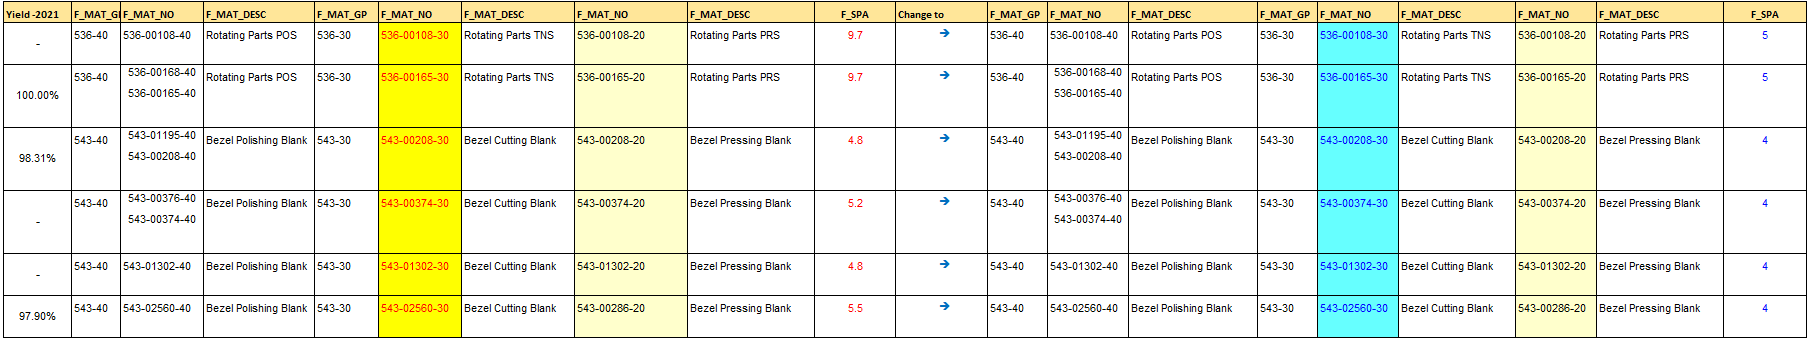 Yield -2021 F_MAT_G F_MAT_NO F_MAT_DESC F_MAT_GP F_MAT_NO F_MAT_DESC F_MAT_NO F_MAT_DESC F_SPA Change to F_MAT_GP F_MAT_NO F_MAT_DESC F_MAT_GP F_MAT_NO F_MAT_DESC F_MAT_NO F_MAT_DESC F_SPA
- 536-40 536-00108-40 Rotating Parts POS 536-30 536-00108-30 Rotating Parts TNS 536-00108-20 Rotating Parts PRS 9.7 → 536-40 536-00108-40 Rotating Parts POS 536-30 536-00108-30 Rotating Parts TNS 536-00108-20 Rotating Parts PRS 5
536-40 536-00168-40 Rotating Parts POS 536-30 536-00165-30 Rotating Parts TNS 536-00165-20 Rotating Parts PRS 9.7 → 536-40 536-00168-40 Rotating Parts POS 536-30 536-00165-30 Rotating Parts TNS 536-00165-20 Rotating Parts PRS 5
100.00% 536-00165-40 536-00165-40
543-40 543-01195-40 Bezel Polishing Blank 543-30 543-00208-30 Bezel Cutting Blank 543-00208-20 Bezel Pressing Blank 4.8 → 543-40 543-01195-40 Bezel Polishing Blank 543-30 543-00208-30 Bezel Cutting Blank 543-00208-20 Bezel Pressing Blank 4
98.31% 543-00208-40 543-00208-40
543-40 543-00376-40 Bezel Polishing Blank 543-30 543-00374-30 Bezel Cutting Blank 543-00374-20 Bezel Pressing Blank 5.2 → 543-40 543-00376-40 Bezel Polishing Blank 543-30 543-00374-30 Bezel Cutting Blank 543-00374-20 Bezel Pressing Blank 4
- 543-00374-40 543-00374-40
- 543-40 543-01302-40 Bezel Polishing Blank 543-30 543-01302-30 Bezel Cutting Blank 543-01302-20 Bezel Pressing Blank 4.8 → 543-40 543-01302-40 Bezel Polishing Blank 543-30 543-01302-30 Bezel Cutting Blank 543-01302-20 Bezel Pressing Blank 4
97.90% 543-40 543-02560-40 Bezel Polishing Blank 543-30 543-02560-30 Bezel Cutting Blank 543-00286-20 Bezel Pressing Blank 5.5 → 543-40 543-02560-40 Bezel Polishing Blank 543-30 543-02560-30 Bezel Cutting Blank 543-00286-20 Bezel Pressing Blank 4